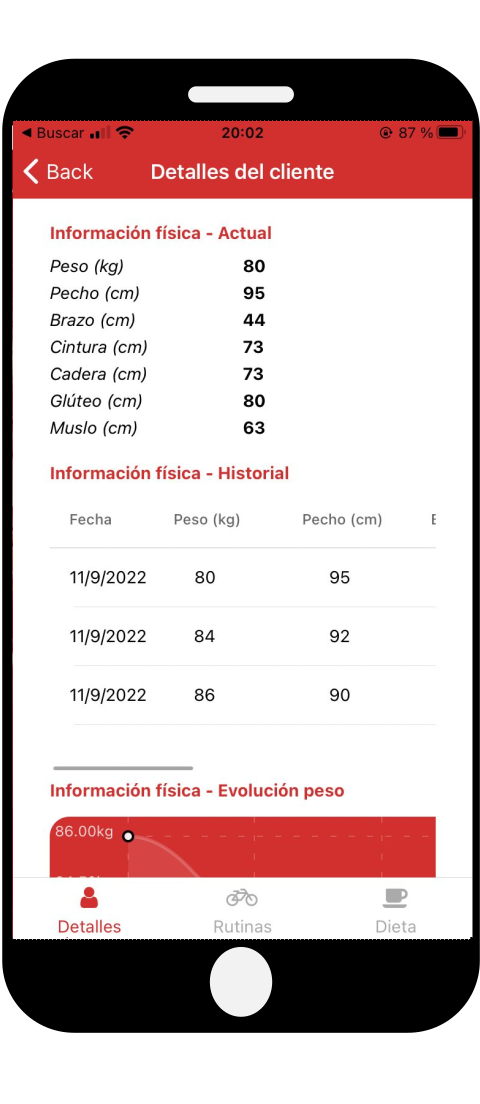 Buscar 20:02 87 %
Back Detalles del cliente
Información física - Actual
Peso (kg) 80
Pecho (cm) 95
Brazo (cm) 44
Cintura (cm) 73
Cadera (cm) 73
Glúteo (cm) 80
Muslo (cm) 63
Información física - Historial
Fecha Peso (kg) Pecho (cm)
11/9/2022 80 95
11/9/2022 84 92
11/9/2022 86 90
Información física - Evolución peso
86.00kg
Detalles Rutinas Dieta